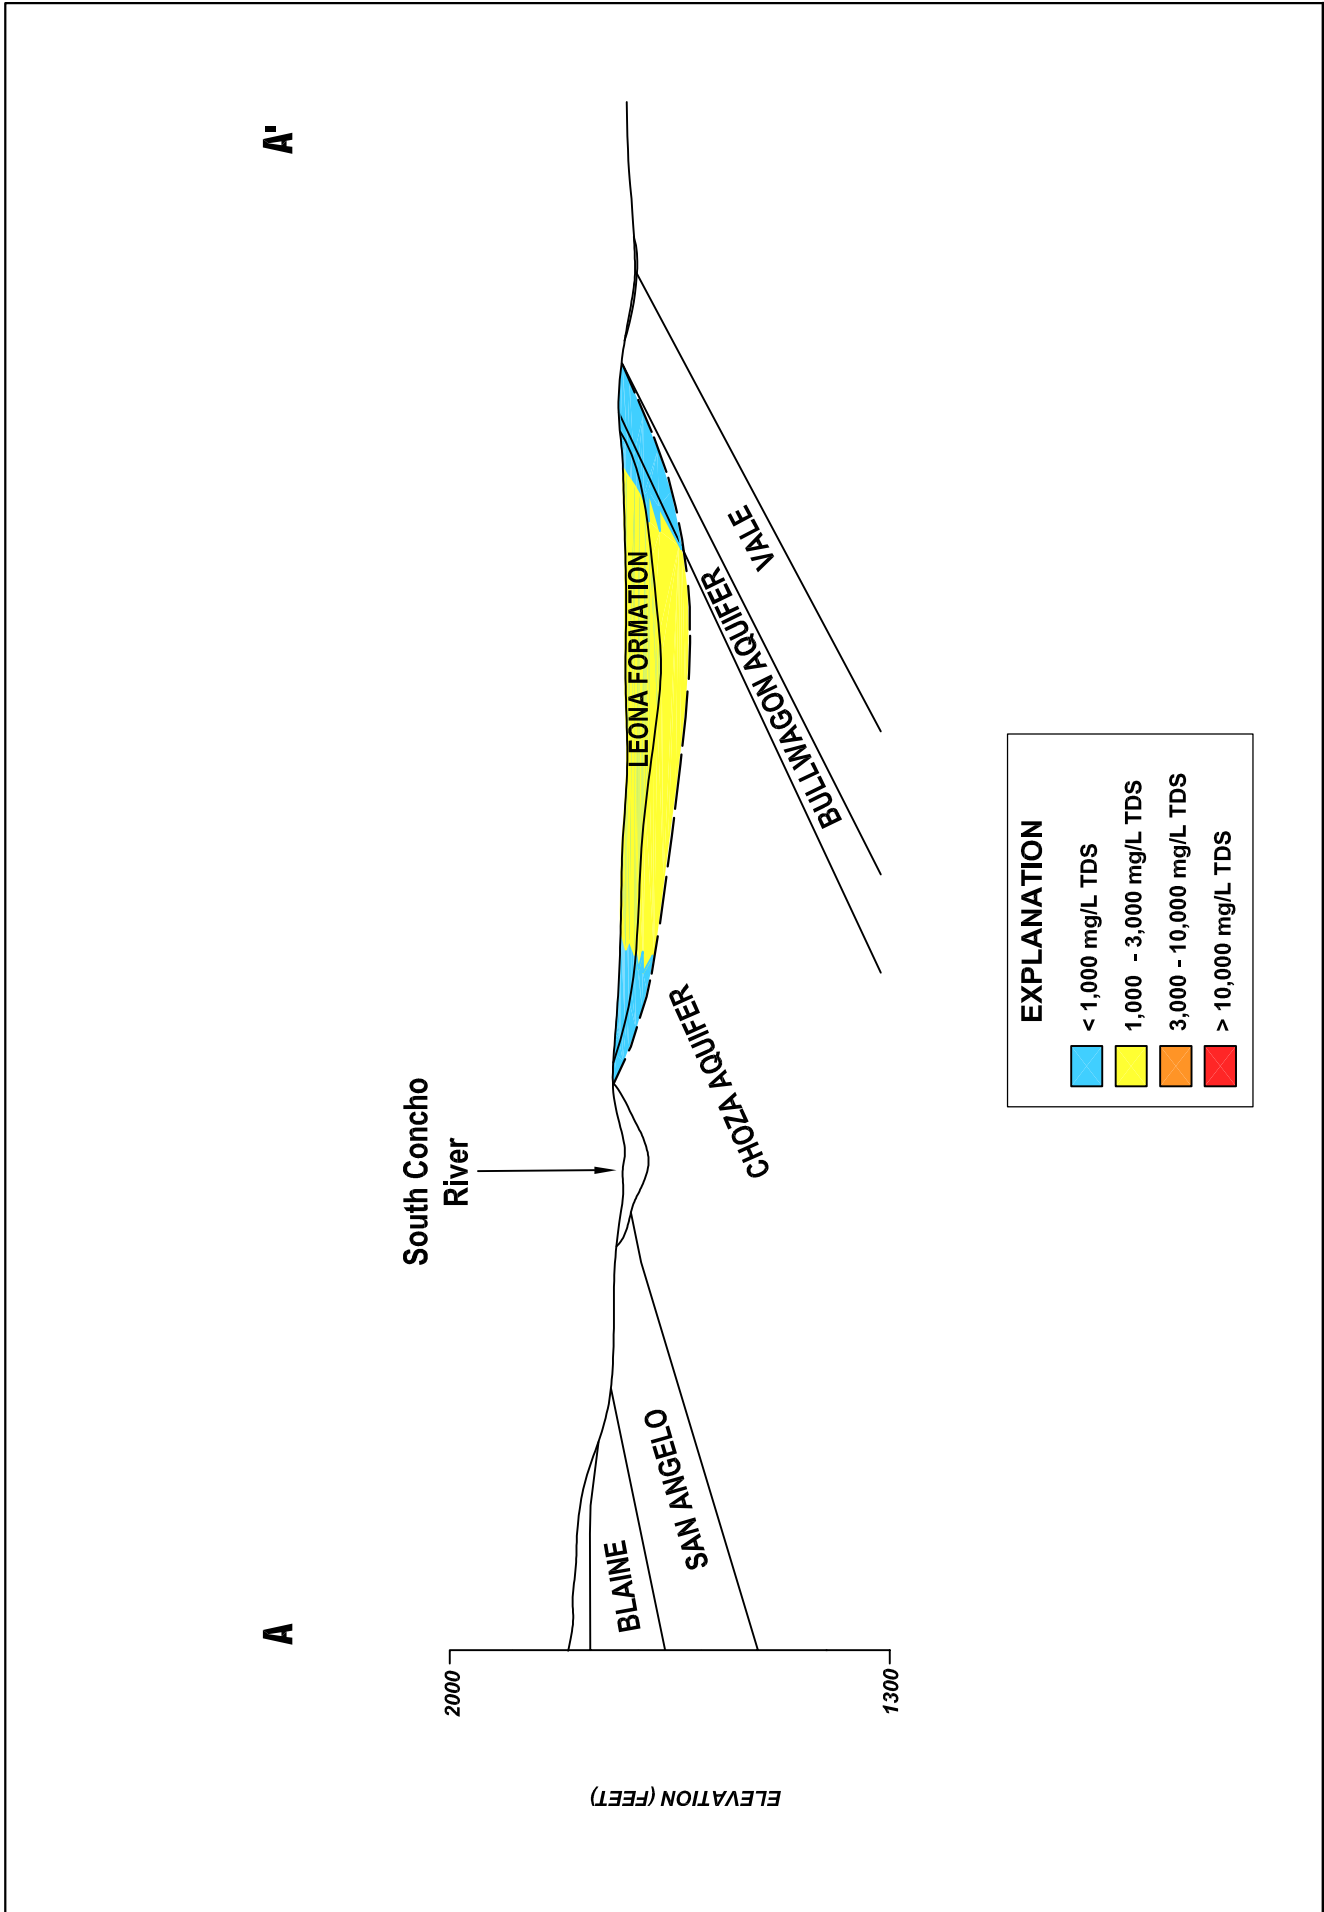 A
A'
South Concho
River
LEONA FORMATION
BLAINE
SAN ANGELO
CHOZA AQUIFER
BULLWAGON AQUIFER
VALE
2000
1300
ELEVATION (FEET)
EXPLANATION
< 1,000 mg/L TDS
1,000 - 3,000 mg/L TDS
3,000 - 10,000 mg/L TDS
> 10,000 mg/L TDS